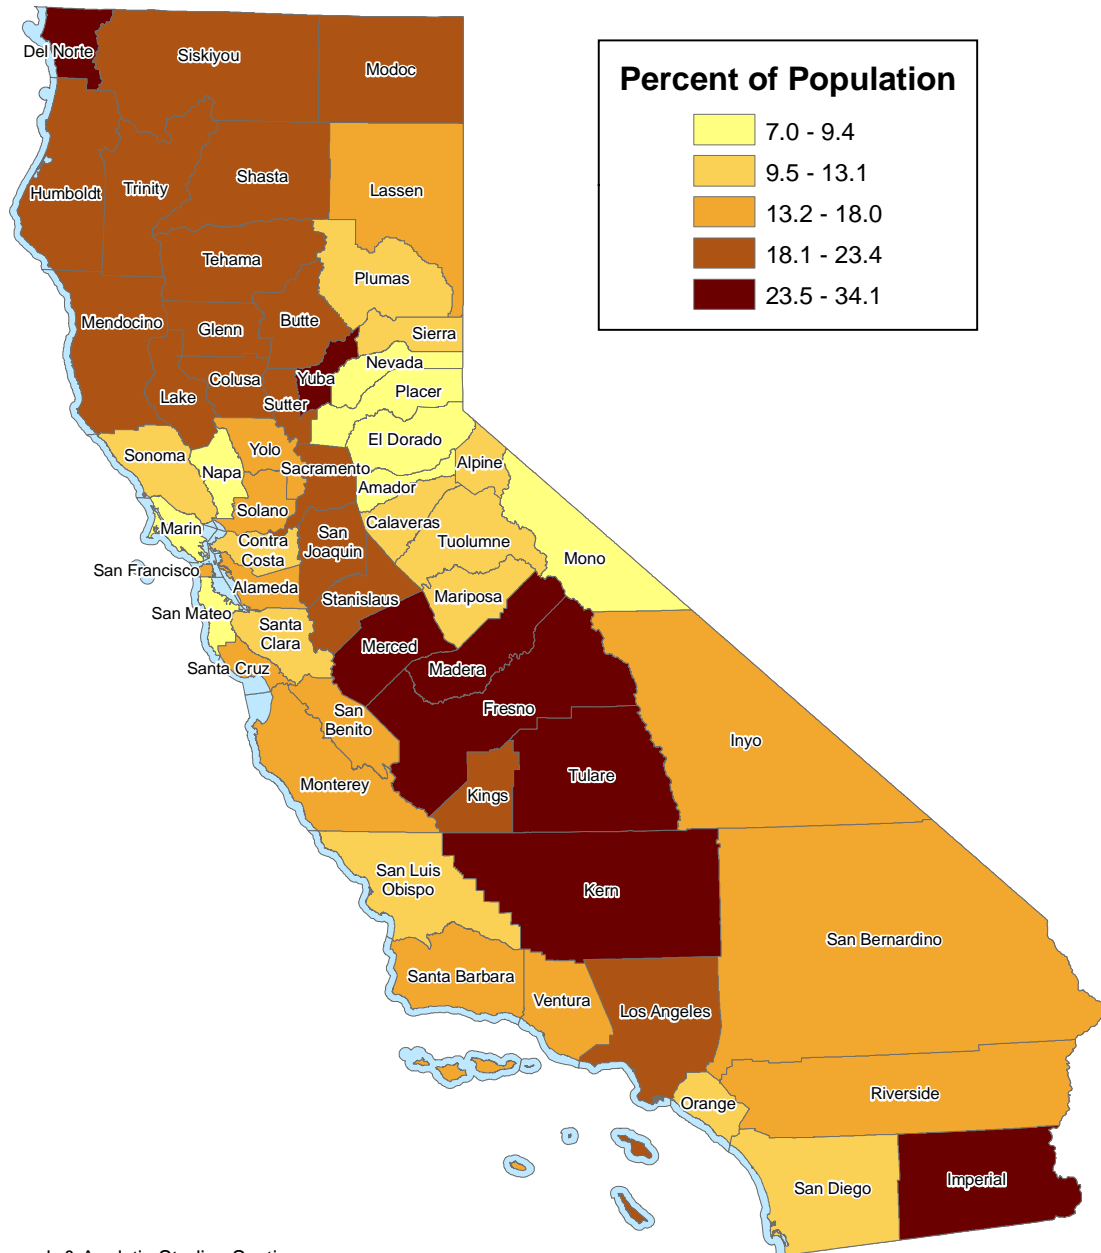 Percent of Population
7.0 - 9.4
9.5 - 13.1
13.2 - 18.0
18.1 - 23.4
23.5 - 34.1
Del Norte
Siskiyou
Modoc
Humboldt
Trinity
Shasta
Lassen
Tehama
Plumas
Mendocino
Glenn
Butte
Sierra
Nevada
Lake
Colusa
Yuba
Placer
Sutter
El Dorado
Sonoma
Napa
Yolo
Sacramento
Alpine
Amador
Marin
Solano
Calaveras
Contra
Costa
San
Joaquin
Tuolumne
Mono
San Francisco
Alameda
Stanislaus
Mariposa
San Mateo
Santa
Clara
Merced
Madera
Santa Cruz
San
Benito
Fresno
Inyo
Monterey
Kings
Tulare
San Luis
Obispo
Kern
San Bernardino
Santa Barbara
Ventura
Los Angeles
Orange
Riverside
San Diego
Imperial